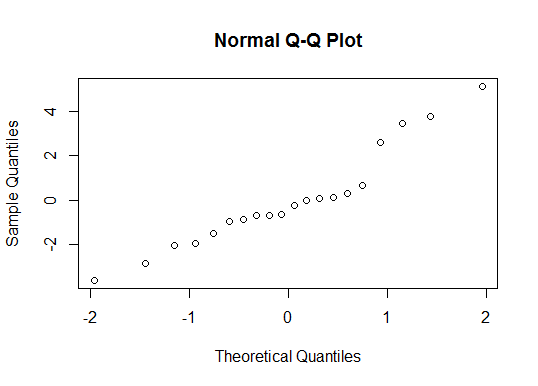 Normal Q-Q Plot
4
2
0
-2
Sample Quantiles
-2 -1 0 1 2
Theoretical Quantiles